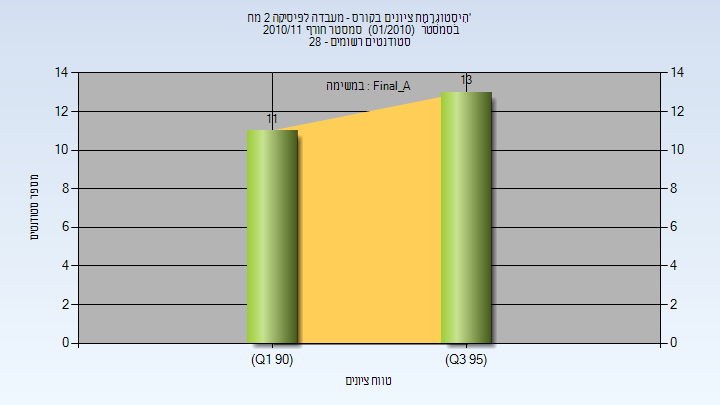 היסטוגרמת ציונים בקורס - מעבדה לפיסיקה 2 מח'
בסמסטר (01/2010) סמסטר חורף 2010/11
סטודנטים רשומים - 28
במשימה : Final_A
14
12
10
8
6
4
2
0
14
12
10
8
6
4
2
0
11
13
מספר סטודנטים
(Q1 90)
(Q3 95)
טווח ציונים